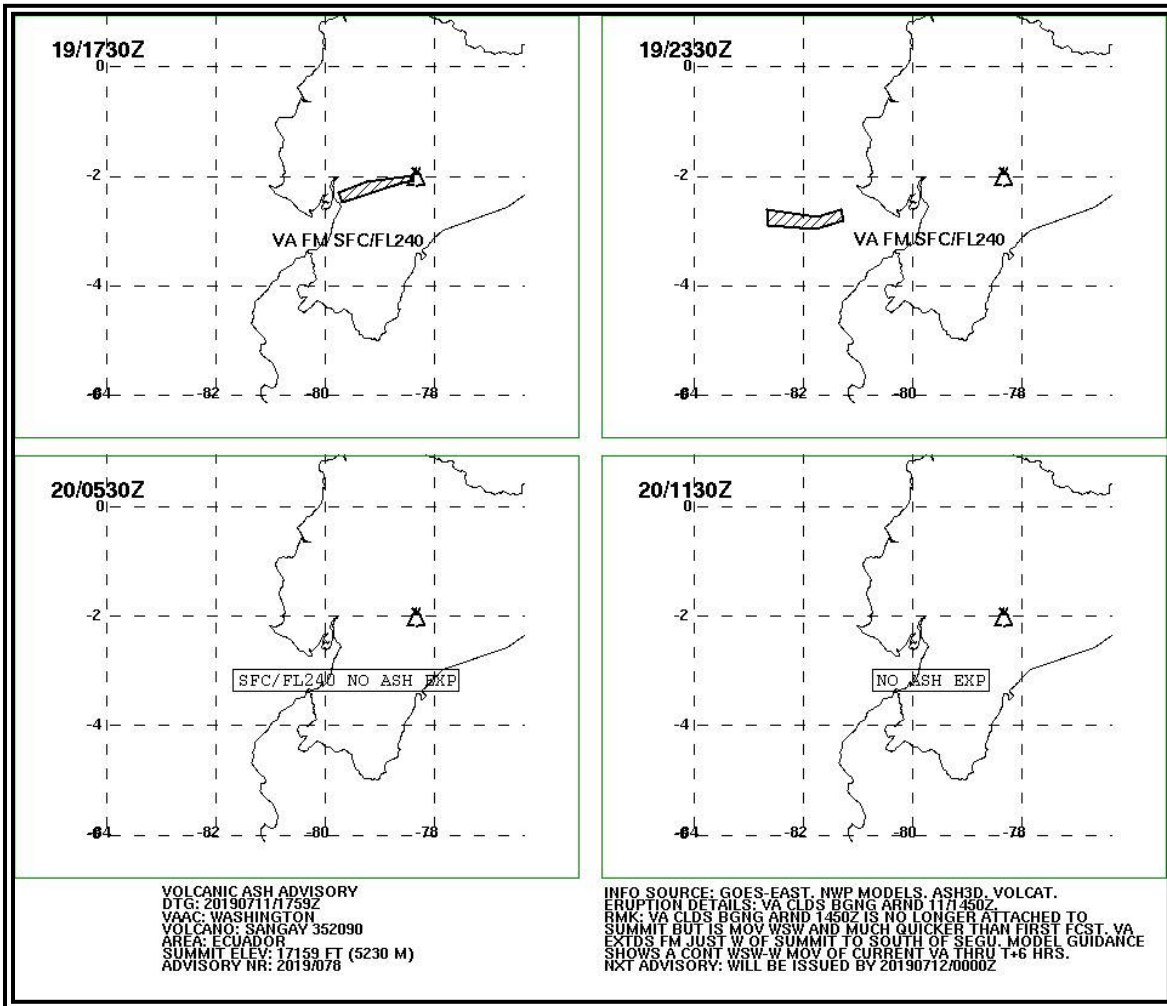 19/1730Z
0
-2
VA FM SFC/FL240
-4
-6
-84 -82 -80 -78
19/2330Z
0
-2
VA FM SFC/FL240
-4
-6
-84 -82 -80 -78
20/0530Z
0
-2
SFC/FL240 NO ASH EXP
-4
-6
-84 -82 -80 -78
20/1130Z
0
-2
NO ASH EXP
-4
-6
-84 -82 -80 -78
VOLCANIC ASH ADVISORY
DTG: 20190711/1759Z
VAAC: WASHINGTON
VOLCANO: SANGAY 352090
AREA: ECUADOR
SUMMIT ELEV: 17159 FT (5230 M)
ADVISORY NR: 2019/078
INFO SOURCE: GOES-EAST. NWP MODELS. ASH3D. VOLCAT.
ERUPTION DETAILS: VA CLDS BGNG ARND 11/1450Z.
RMK: VA CLDS BGNG ARND 1450Z IS NO LONGER ATTACHED TO
SUMMIT BUT IS MOV WSW AND MUCH QUICKER THAN FIRST FCST. VA
EXTDS FM JUST W OF SUMMIT TO SOUTH OF SEGU. MODEL GUIDANCE
SHOWS A CONT WSW-W MOV OF CURRENT VA THRU T+6 HRS.
NXT ADVISORY: WILL BE ISSUED BY 20190712/0000Z